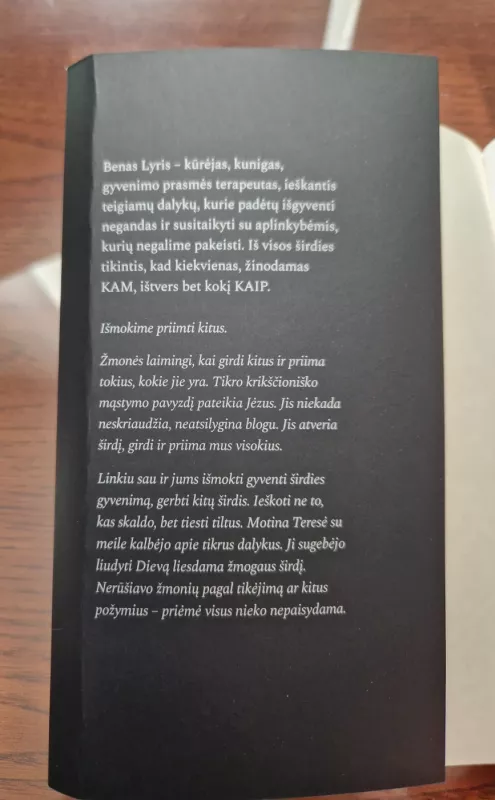 Benas Lyris – kūrėjas, kunigas,
gyvenimo prasmės terapeutas, ieškantis
teigiamų dalykų, kurie padėtų išgyventi
negandas ir susitaikyti su aplinkybėmis,
kurių negalime pakeisti. Iš visos širdies
tikintis, kad kiekvienas, žinodamas
KAM, ištvers bet kokį KAIP.
Išmokime priimti kitus.
Žmonės laimingi, kai girdi kitus ir priima
tokius, kokie jie yra. Tikro krikščioniško
mąstymo pavyzdį pateikia Jėzus. Jis niekada
neskriaudžia, neatsilygina blogu. Jis atveria
širdį, girdi ir priima mus visokius.
Linkiu sau ir jums išmokti gyventi širdies
gyvenimą, gerbti kitų širdis. Ieškoti ne to,
kas skaldo, bet tiesti tiltus. Motina Teresė su
meile kalbėjo apie tikrus dalykus. Ji sugebėjo
liudyti Dievą liesdama žmogaus širdį.
Nerūšiavo žmonių pagal tikėjimą ar kitus
požymius – priėmė visus nieko nepaisydama.